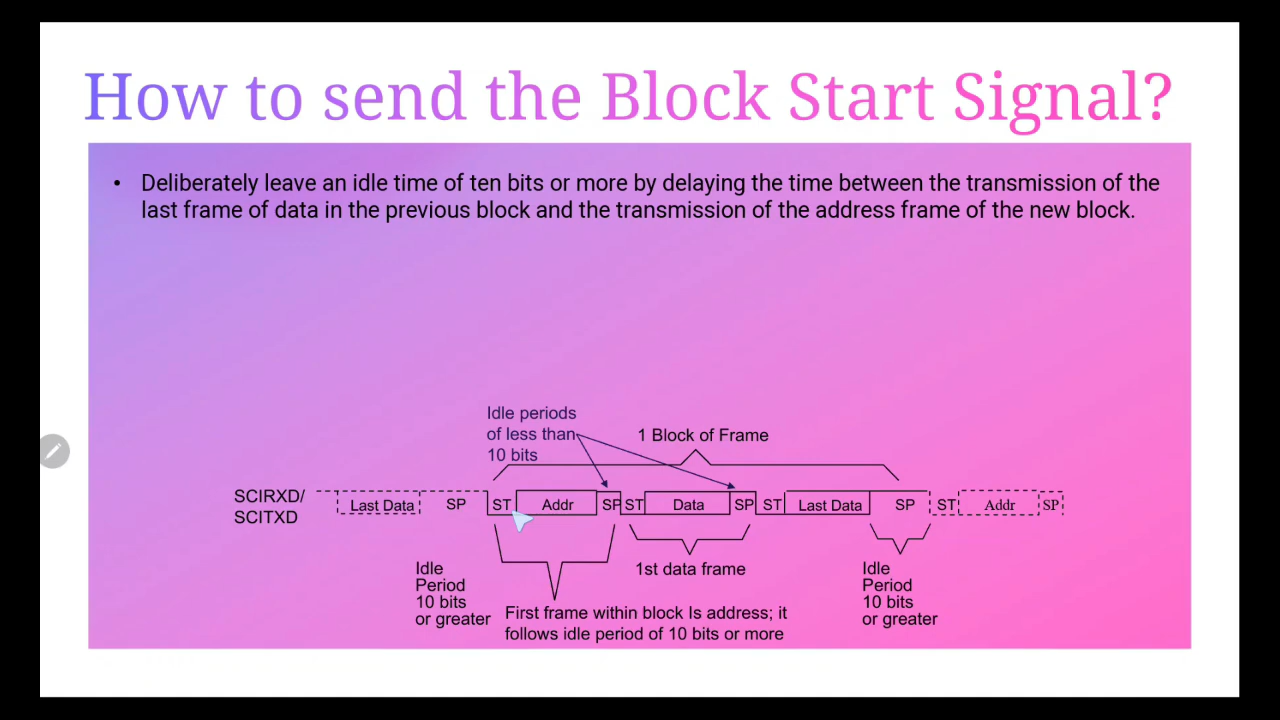 How to send the Block Start Signal?
• Deliberately leave an idle time of ten bits or more by delaying the time between the transmission of the
last frame of data in the previous block and the transmission of the address frame of the new block.
Idle periods
of less than
10 bits
1 Block of Frame
SCIRXD/
SCITXD
Last Data SP ST Addr SP ST Data SP ST Last Data SP ST Addr SP
Idle
Period
10 bits
or greater
First frame within block Is address; it
follows idle period of 10 bits or more
1st data frame
Idle
Period
10 bits
or greater